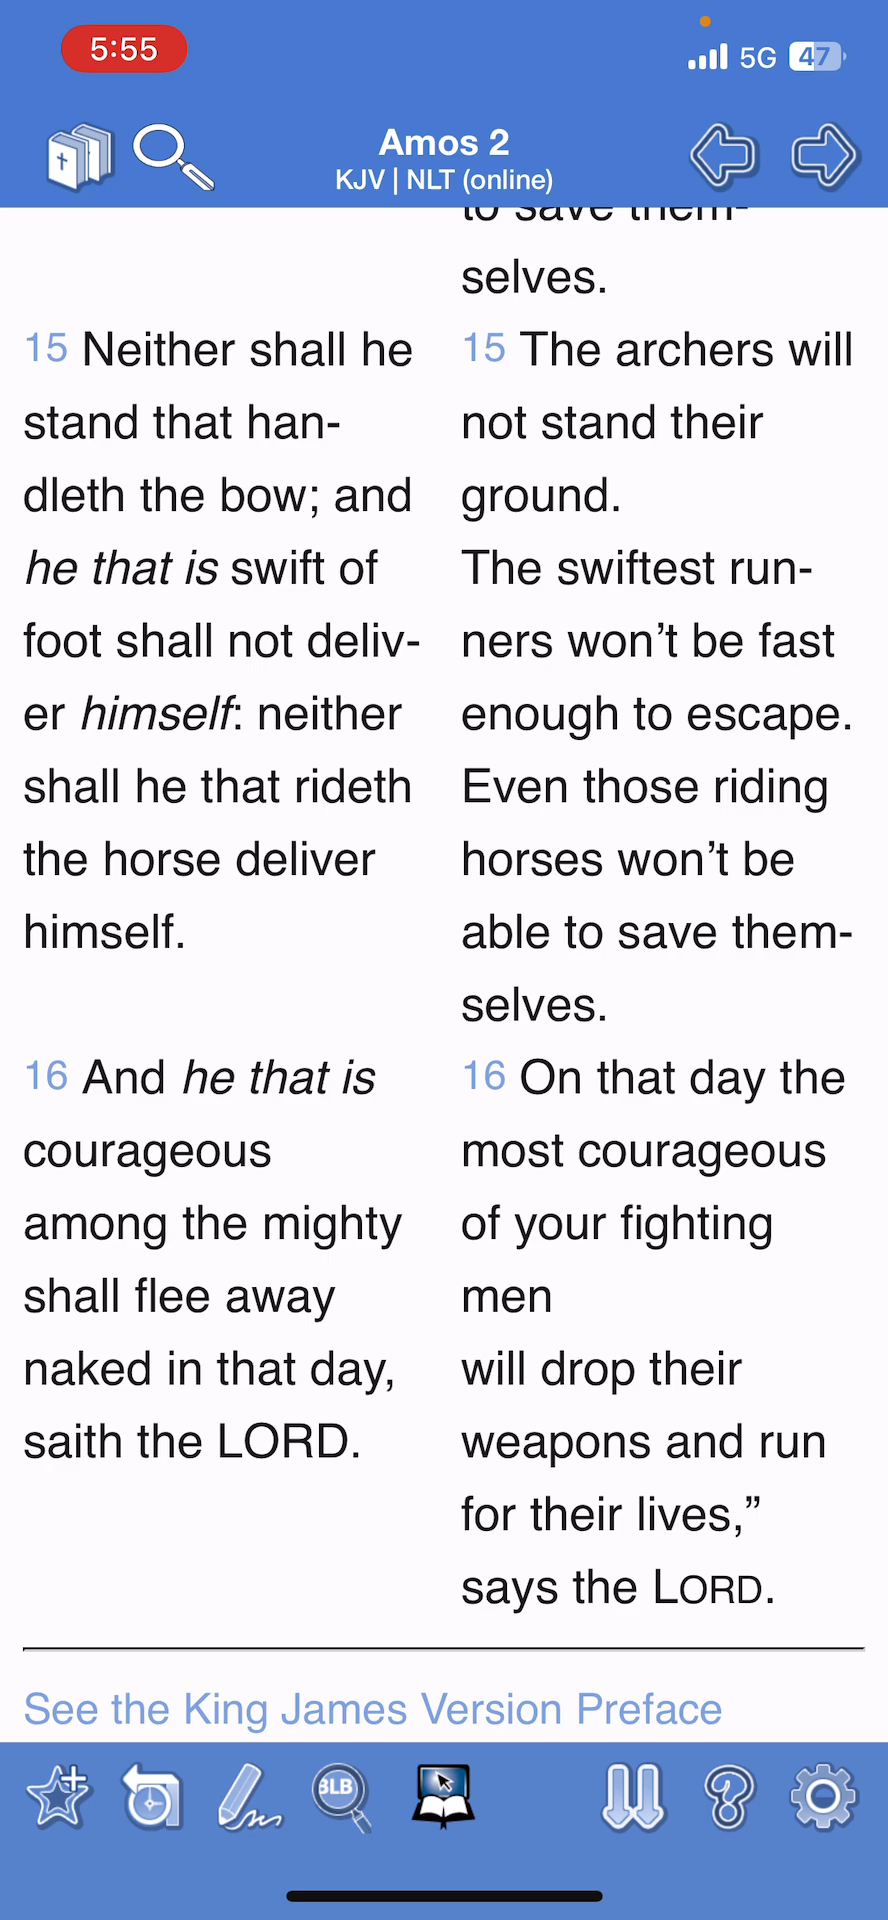 5:55
5G 47
Amos 2
KJV | NLT (online)
to save them-
selves.
15 Neither shall he
stand that han-
dleth the bow; and
he that is swift of
foot shall not deliv-
er himself: neither
shall he that rideth
the horse deliver
himself.
15 The archers will
not stand their
ground.
The swiftest run-
ners won’t be fast
enough to escape.
Even those riding
horses won’t be
able to save them-
selves.
16 And he that is
courageous
among the mighty
shall flee away
naked in that day,
saith the LORD.
16 On that day the
most courageous
of your fighting
men
will drop their
weapons and run
for their lives,”
says the LORD.
See the King James Version Preface
BLB